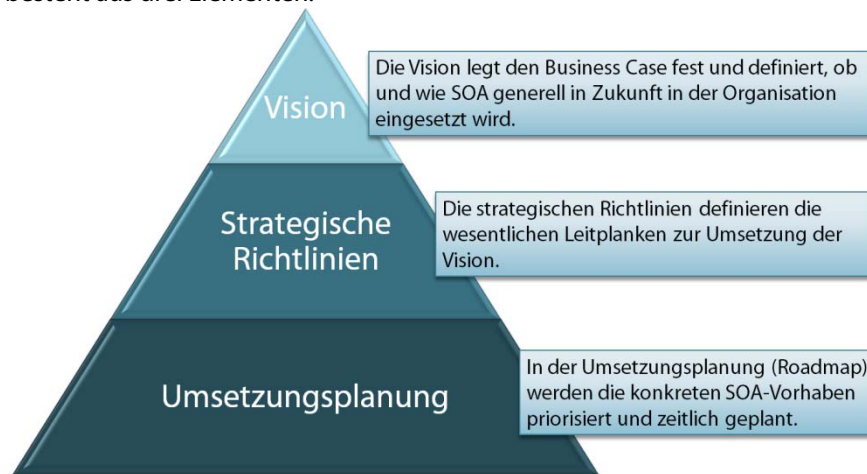 besteht aus drei Elementen:
Vision
Die Vision legt den Business Case fest und definiert, ob
und wie SOA generell in Zukunft in der Organisation
eingesetzt wird.
Strategische
Richtlinien
Die strategischen Richtlinien definieren die
wesentlichen Leitplanken zur Umsetzung der
Vision.
Umsetzungsplanung
In der Umsetzungsplanung (Roadmap)
werden die konkreten SOA-Vorhaben
priorisiert und zeitlich geplant.